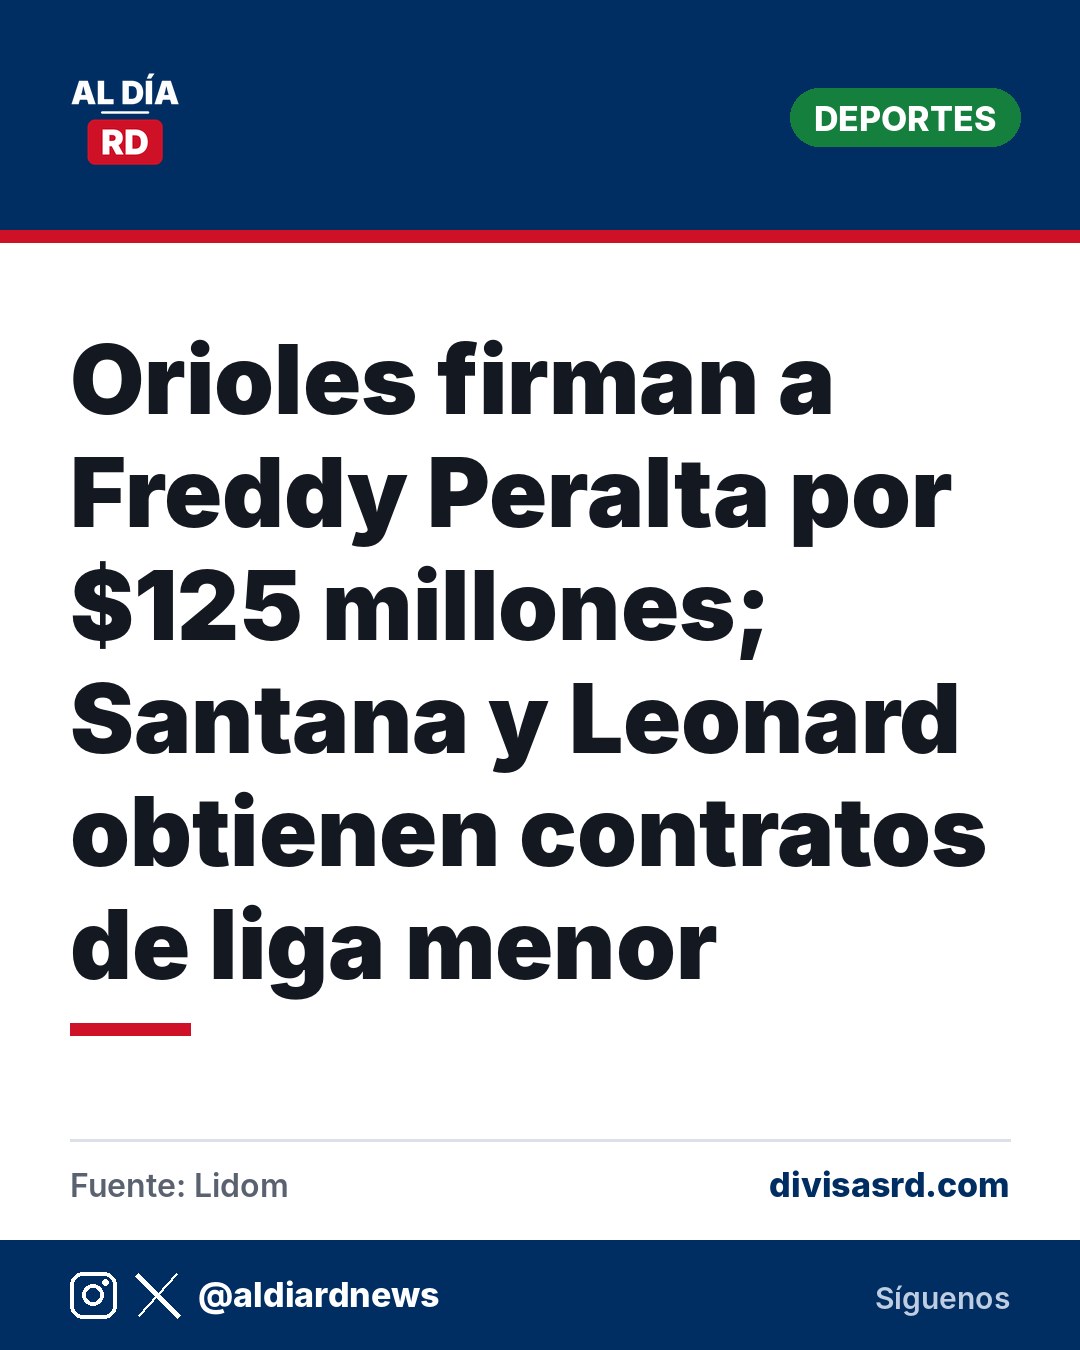 AL DÍA
RD
DEPORTES
Orioles firman a
Freddy Peralta por
$125 millones;
Santana y Leonard
obtienen contratos
de liga menor
Fuente: Lidom
divisasrd.com
@aldiardnews
Síguenos